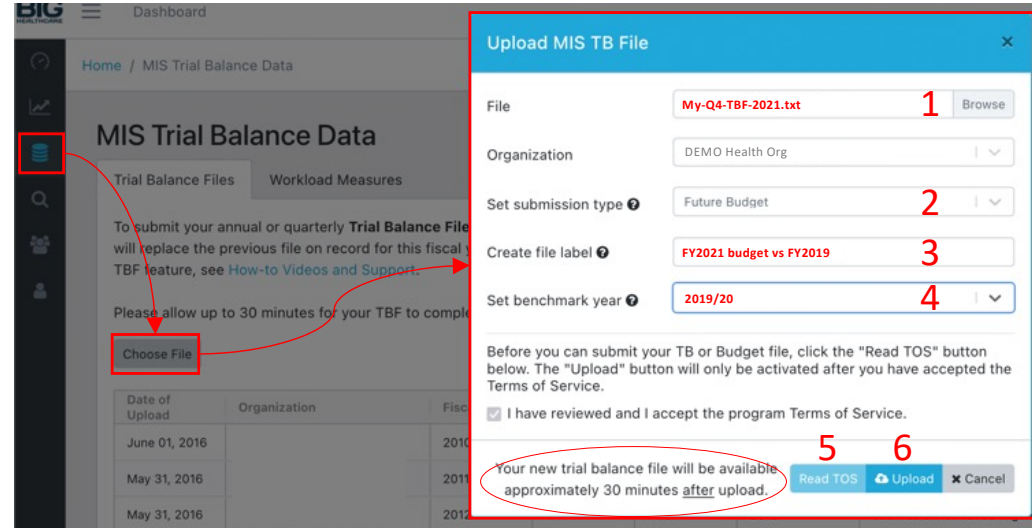 BIG
HEALTHCARE
Dashboard
Home / MIS Trial Balance Data
MIS Trial Balance Data
Trial Balance Files
Workload Measures
To submit your annual or quarterly Trial Balance File
will replace the previous file on record for this fiscal y
TBF feature, see How-to Videos and Support.
Please allow up to 30 minutes for your TBF to comple
Choose File
Date of
Upload
Organization
Fisc
June 01, 2016
2010
May 31, 2016
2011
May 31, 2016
2012
Upload MIS TB File
×
File
My-Q4-TBF-2021.txt
1
Browse
Organization
DEMO Health Org
Set submission type ?
Future Budget
2
Create file label ?
FY2021 budget vs FY2019
3
Set benchmark year ?
2019/20
4
Before you can submit your TB or Budget file, click the "Read TOS" button
below. The "Upload" button will only be activated after you have accepted the
Terms of Service.
I have reviewed and I accept the program Terms of Service.
5
6
Your new trial balance file will be available
approximately 30 minutes after upload.
Read TOS
Upload
× Cancel